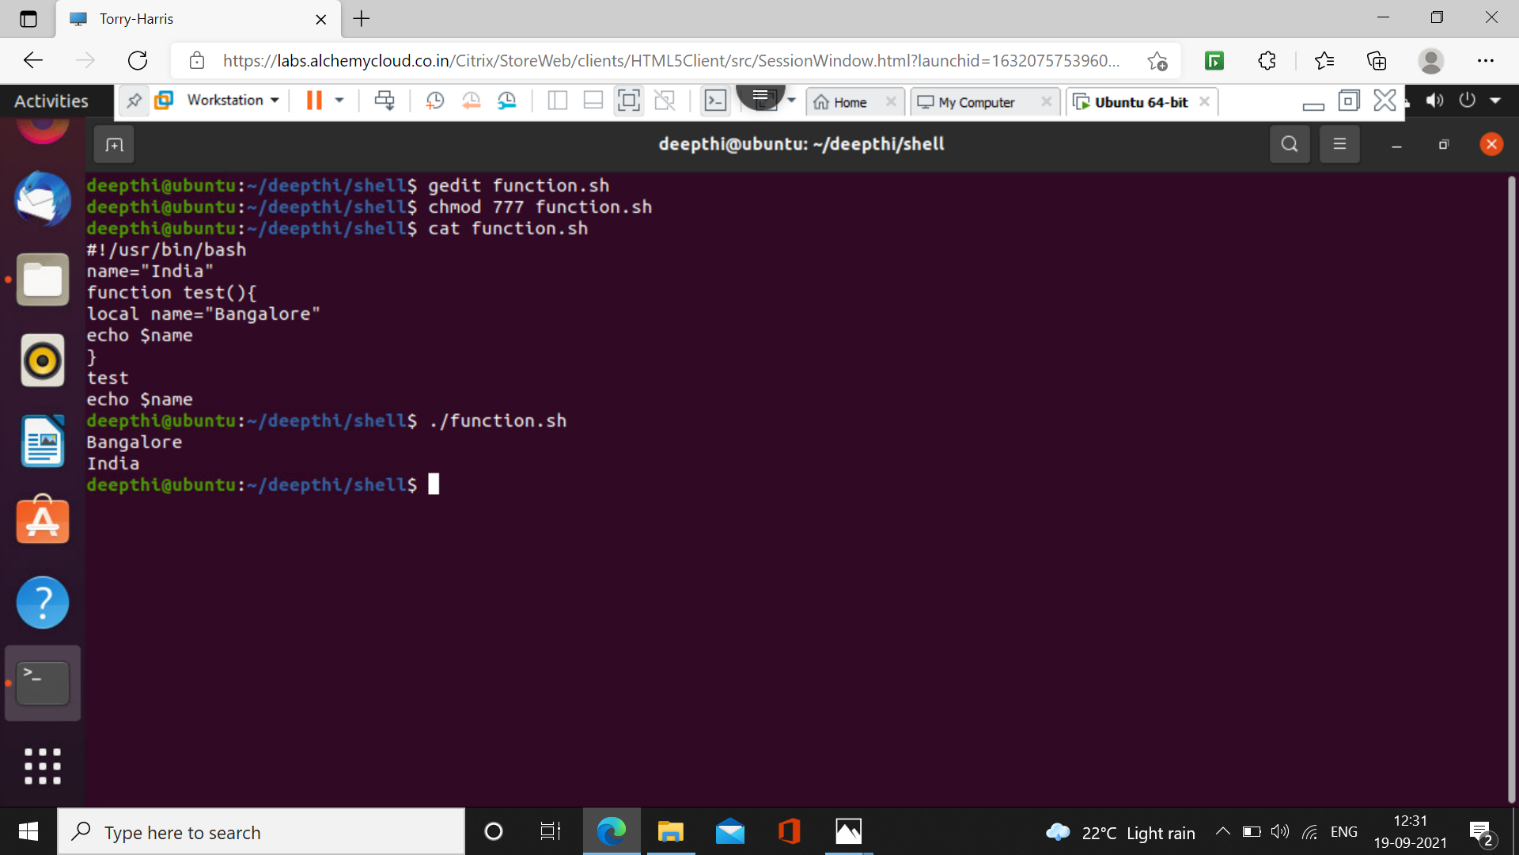 Torry-Harris
https://labs.alchemycloud.co.in/Citrix/StoreWeb/clients/HTML5Client/src/SessionWindow.html?launchid=1632075753960...
Activities
Workstation
Home
My Computer
Ubuntu 64-bit
deepthi@ubuntu: ~/deepthi/shell
deepthi@ubuntu:~/deepthi/shell$ gedit function.sh
deepthi@ubuntu:~/deepthi/shell$ chmod 777 function.sh
deepthi@ubuntu:~/deepthi/shell$ cat function.sh
#!/usr/bin/bash
name="India"
function test(){
local name="Bangalore"
echo $name
}
test
echo $name
deepthi@ubuntu:~/deepthi/shell$ ./function.sh
Bangalore
India
deepthi@ubuntu:~/deepthi/shell$
Type here to search
22°C Light rain
ENG
12:31
19-09-2021
2